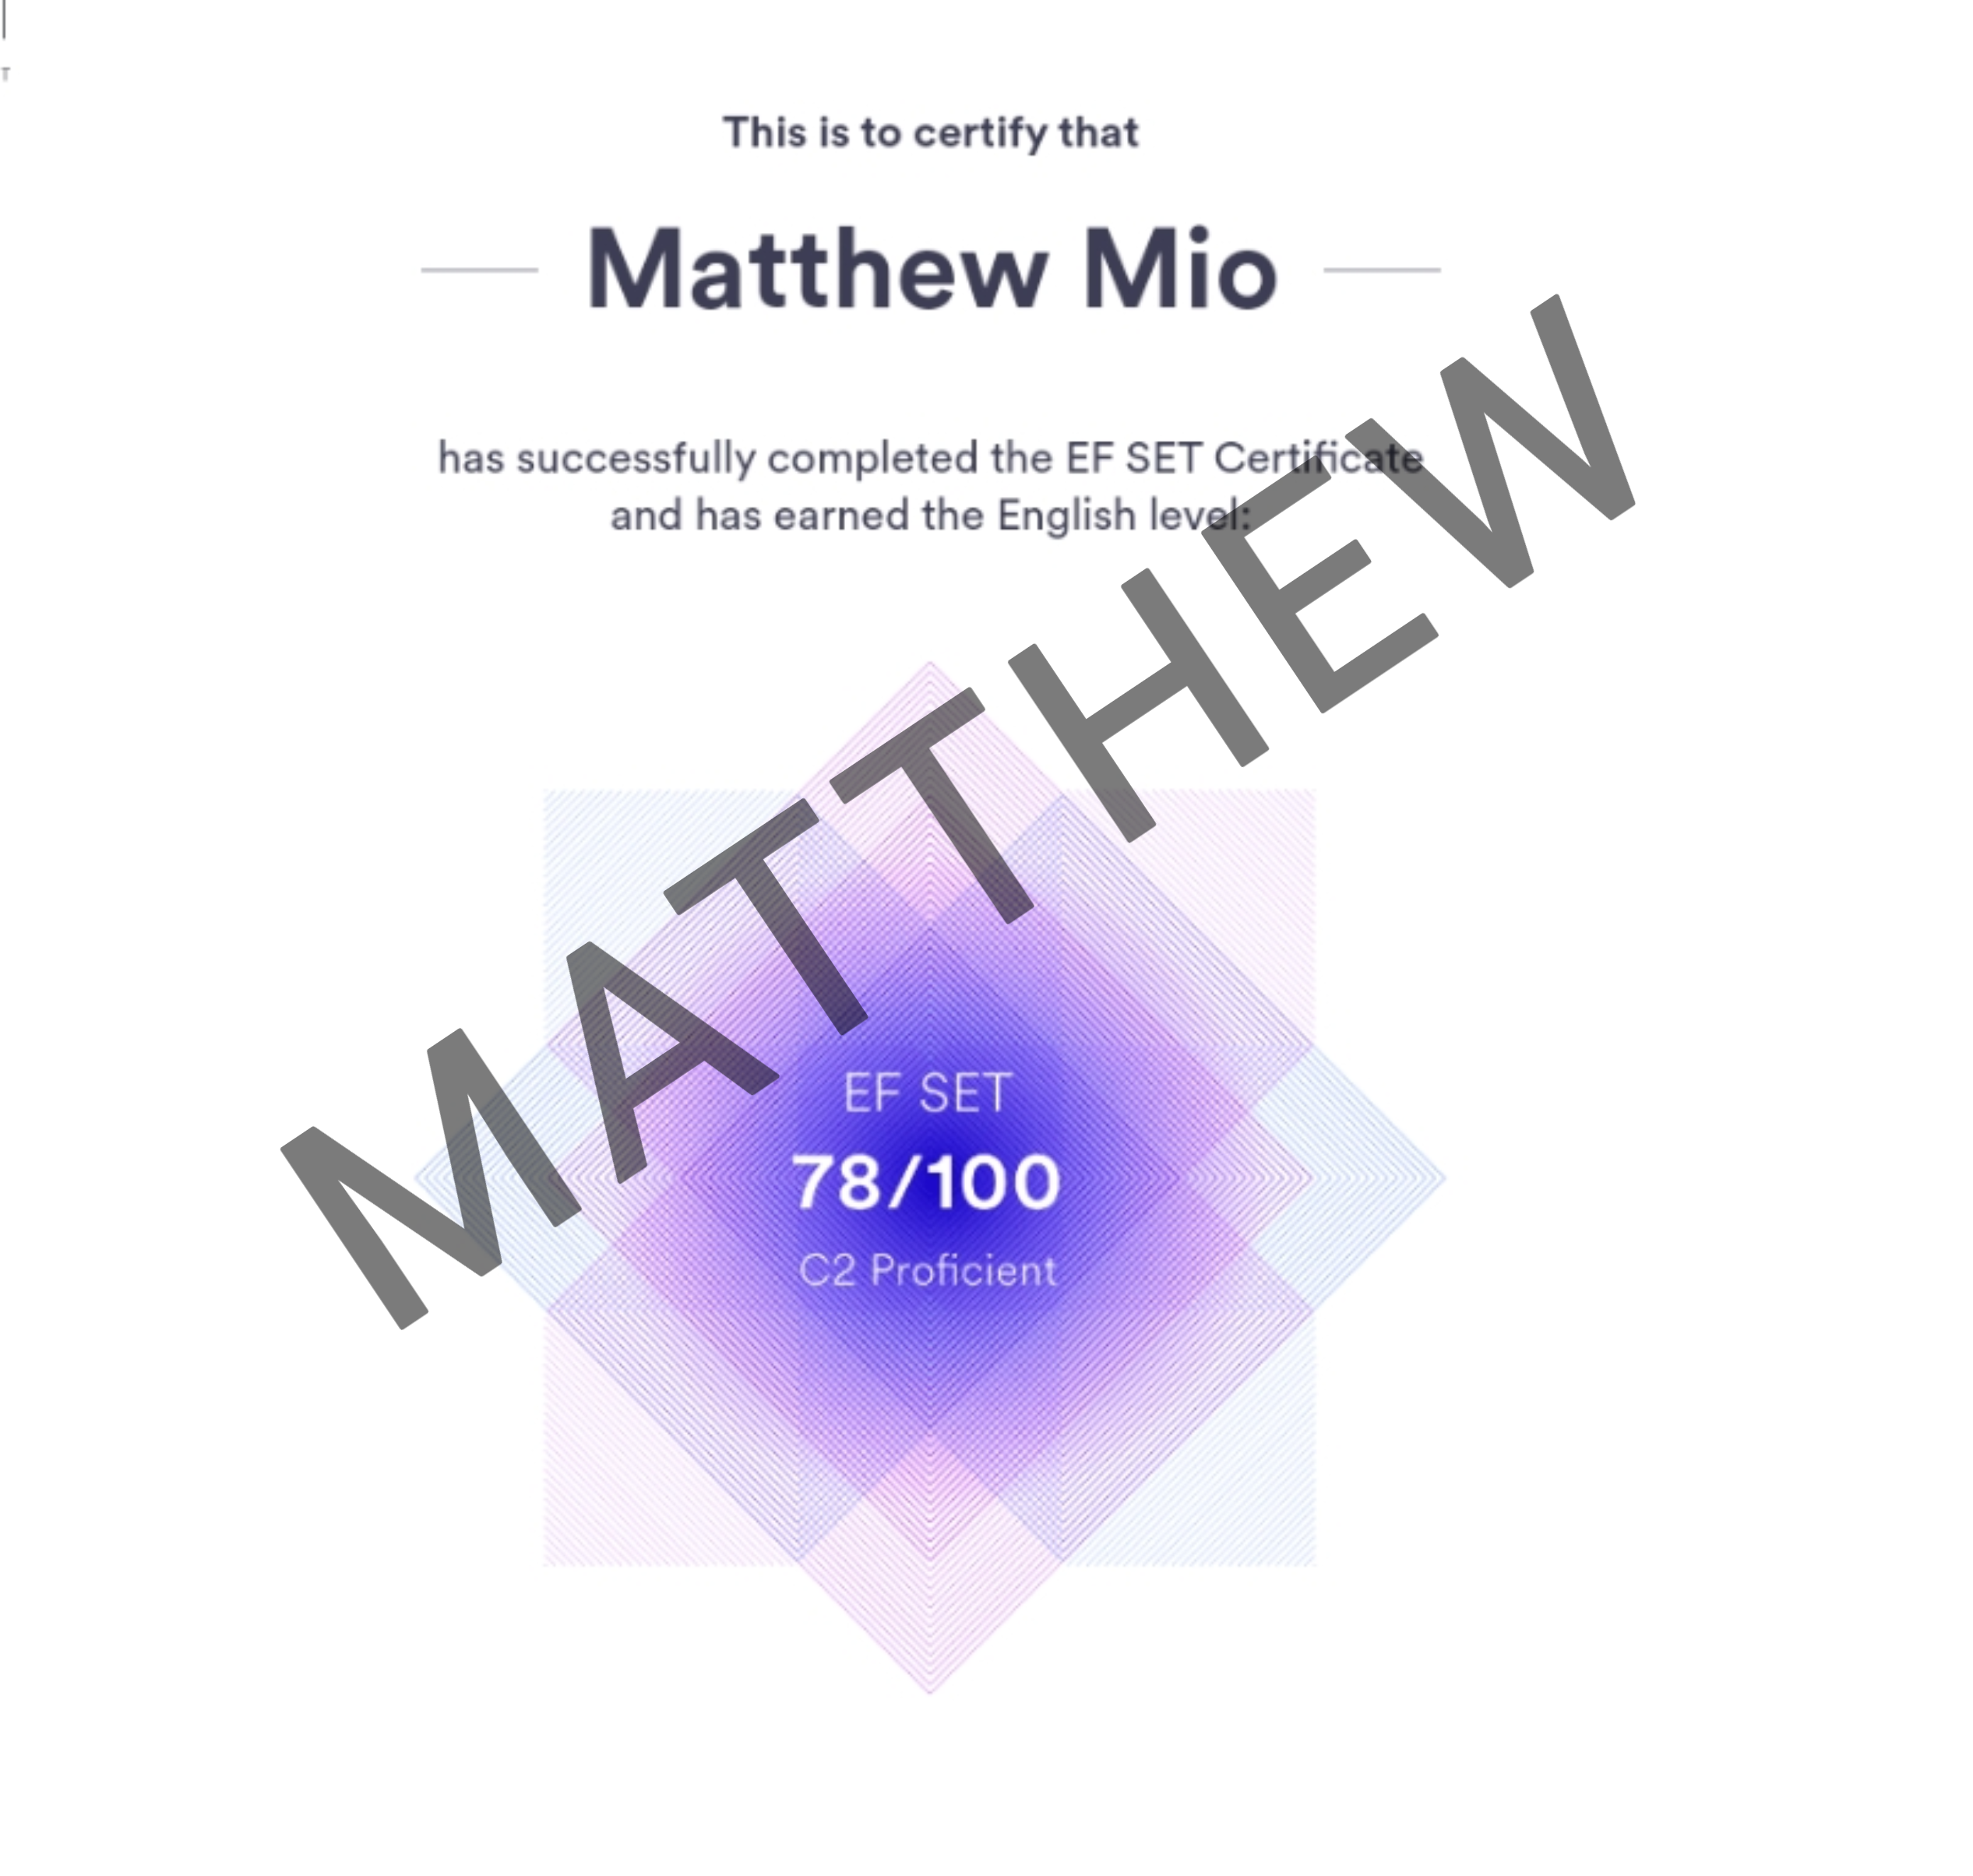 This is to certify that
Matthew Mio
has successfully completed the EF SET Certificate
and has earned the English level:
MATTHEW
EF SET
78/100
C2 Proficient